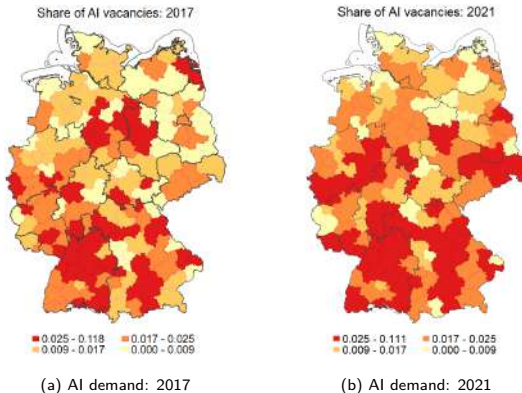 Share of AI vacancies: 2017
0.025 - 0.118 0.017 - 0.025
0.009 - 0.017 0.000 - 0.009
(a) AI demand: 2017
Share of AI vacancies: 2021
0.025 - 0.111 0.017 - 0.025
0.009 - 0.017 0.000 - 0.009
(b) AI demand: 2021